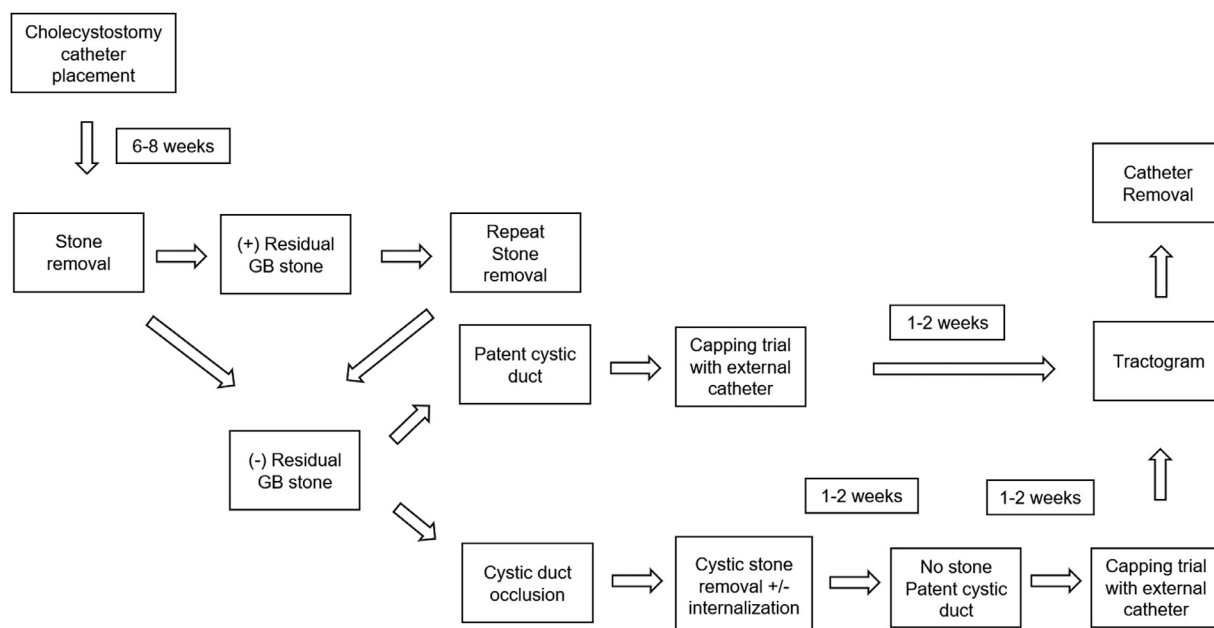 Cholecystostomy
catheter
placement
6-8 weeks
Stone
removal
(+) Residual
GB stone
Repeat
Stone
removal
(-) Residual
GB stone
Patent cystic
duct
Capping trial
with external
catheter
1-2 weeks
Tractogram
Catheter
Removal
Cystic duct
occlusion
Cystic stone
removal +/-
internalization
1-2 weeks
No stone
Patent cystic
duct
1-2 weeks
Capping trial
with external
catheter